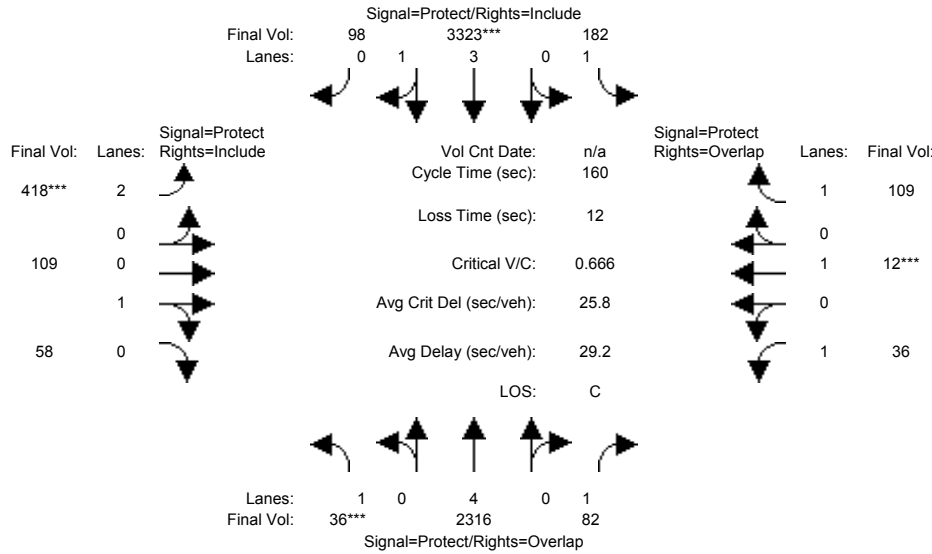 Signal=Protect/Rights=Include
Final Vol: 98 3323*** 182
Lanes: 0 1 3 0 1
Signal=Protect
Final Vol: Lanes: Rights=Include
Vol Cnt Date: n/a
Signal=Protect
Rights=Overlap Lanes: Final Vol:
Cycle Time (sec): 160
418*** 2
1 109
Loss Time (sec): 12
0
0
109 0
Critical V/C: 0.666
1 12***
1
Avg Crit Del (sec/veh): 25.8
0
58 0
Avg Delay (sec/veh): 29.2
1 36
LOS: C
Lanes: 1 0 4 0 1
Final Vol: 36*** 2316 82
Signal=Protect/Rights=Overlap